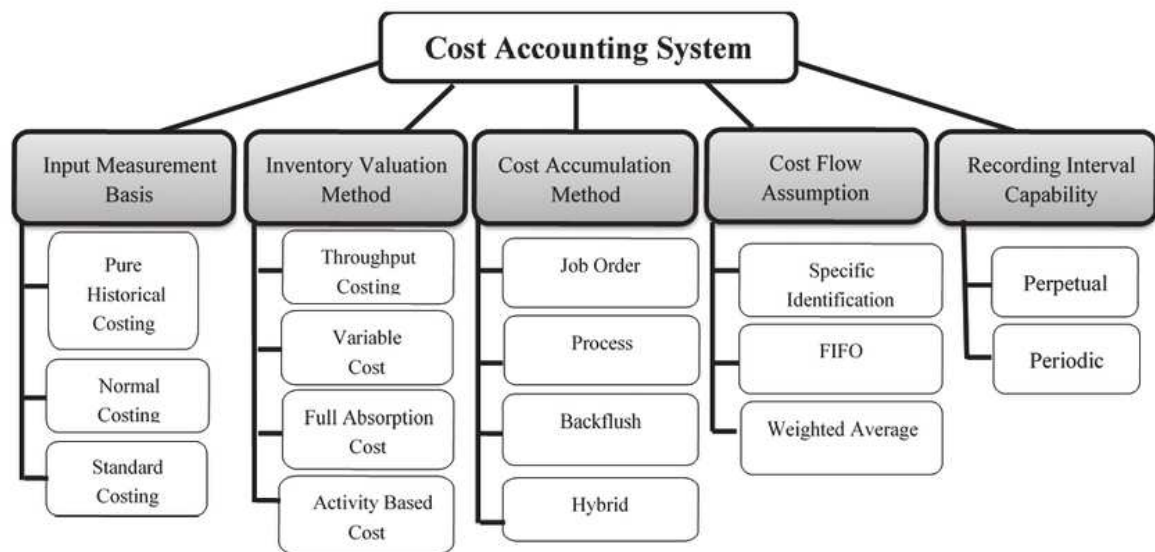 Cost Accounting System
Input Measurement
Basis
Inventory Valuation
Method
Cost Accumulation
Method
Cost Flow
Assumption
Recording Interval
Capability
Pure
Historical
Costing
Normal
Costing
Standard
Costing
Throughput
Costing
Variable
Cost
Full Absorption
Cost
Activity Based
Cost
Job Order
Process
Backflush
Hybrid
Specific
Identification
FIFO
Weighted Average
Perpetual
Periodic